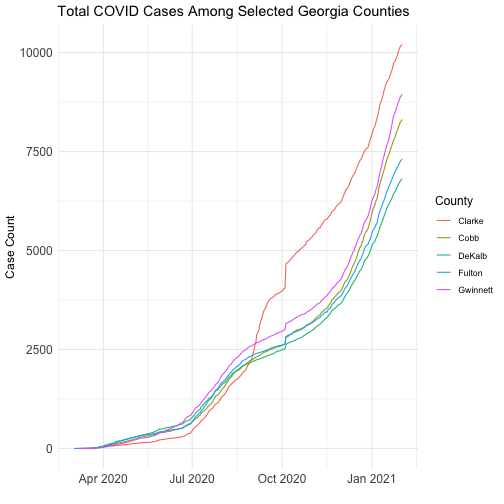 Total COVID Cases Among Selected Georgia Counties
Case Count
10000
7500
5000
2500
0
Apr 2020
Jul 2020
Oct 2020
Jan 2021
County
Clarke
Cobb
DeKalb
Fulton
Gwinnett